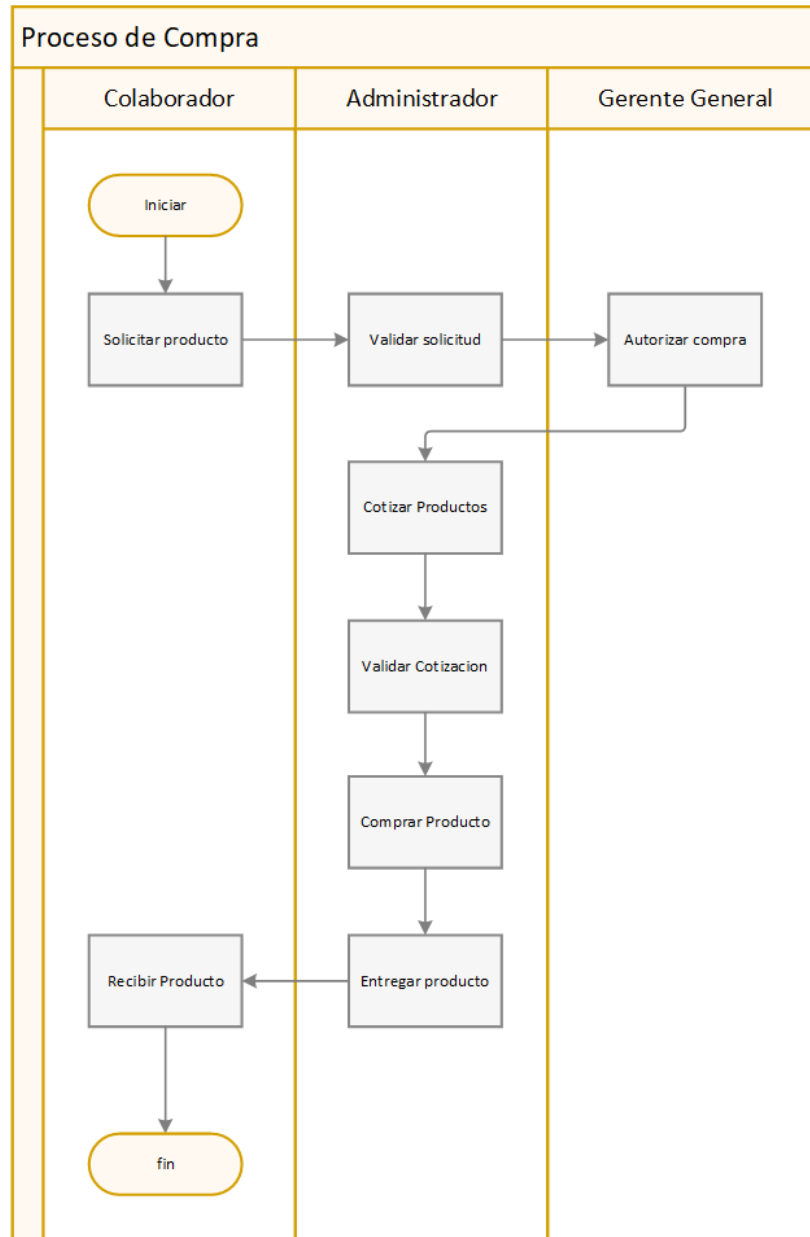 Proceso de Compra
Colaborador
Administrador
Gerente General
Iniciar
Solicitar producto
Validar solicitud
Autorizar compra
Cotizar Productos
Validar Cotizacion
Comprar Producto
Recibir Producto
Entregar producto
fin